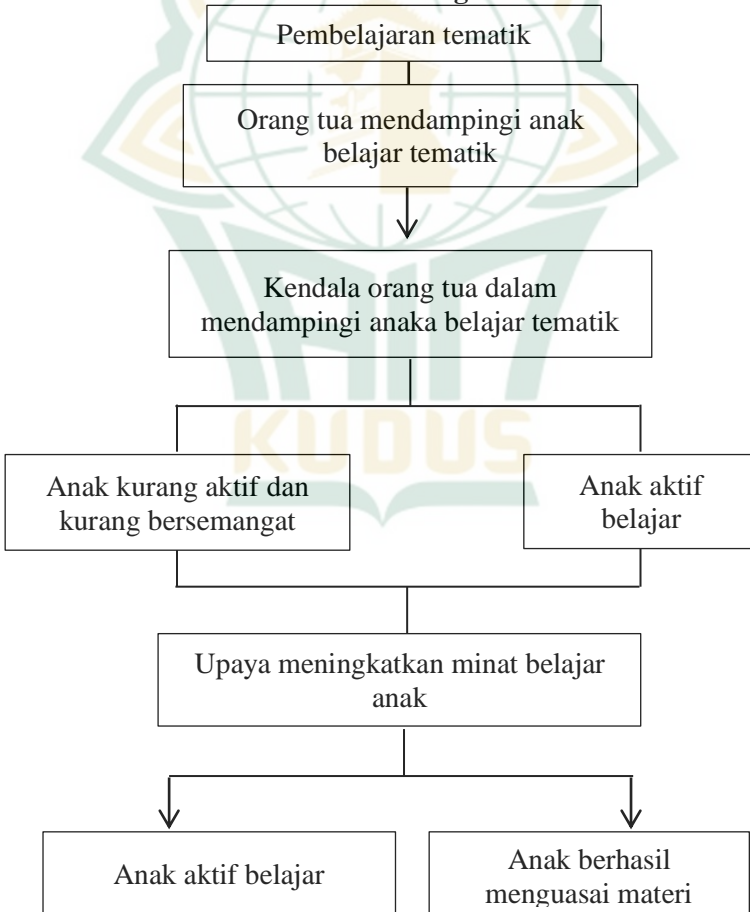 Pembelajaran tematik
Orang tua mendampingi anak
belajar tematik
Kendala orang tua dalam
mendampingi anaka belajar tematik
KUDUS
Anak kurang aktif dan
kurang bersemangat
Anak aktif
belajar
Upaya meningkatkan minat belajar
anak
Anak aktif belajar
Anak berhasil
menguasai materi